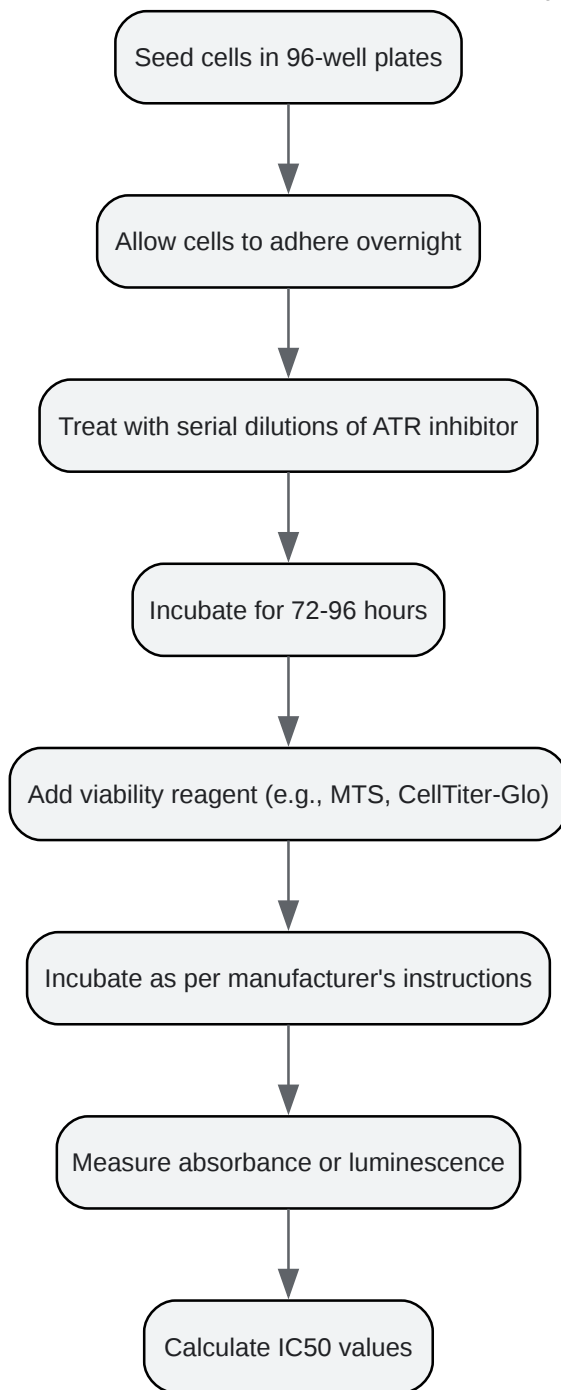 Seed cells in 96-well plates
Allow cells to adhere overnight
Treat with serial dilutions of ATR inhibitor
Incubate for 72-96 hours
Add viability reagent (e.g., MTS, CellTiter-Glo)
Incubate as per manufacturer's instructions
Measure absorbance or luminescence
Calculate IC50 values